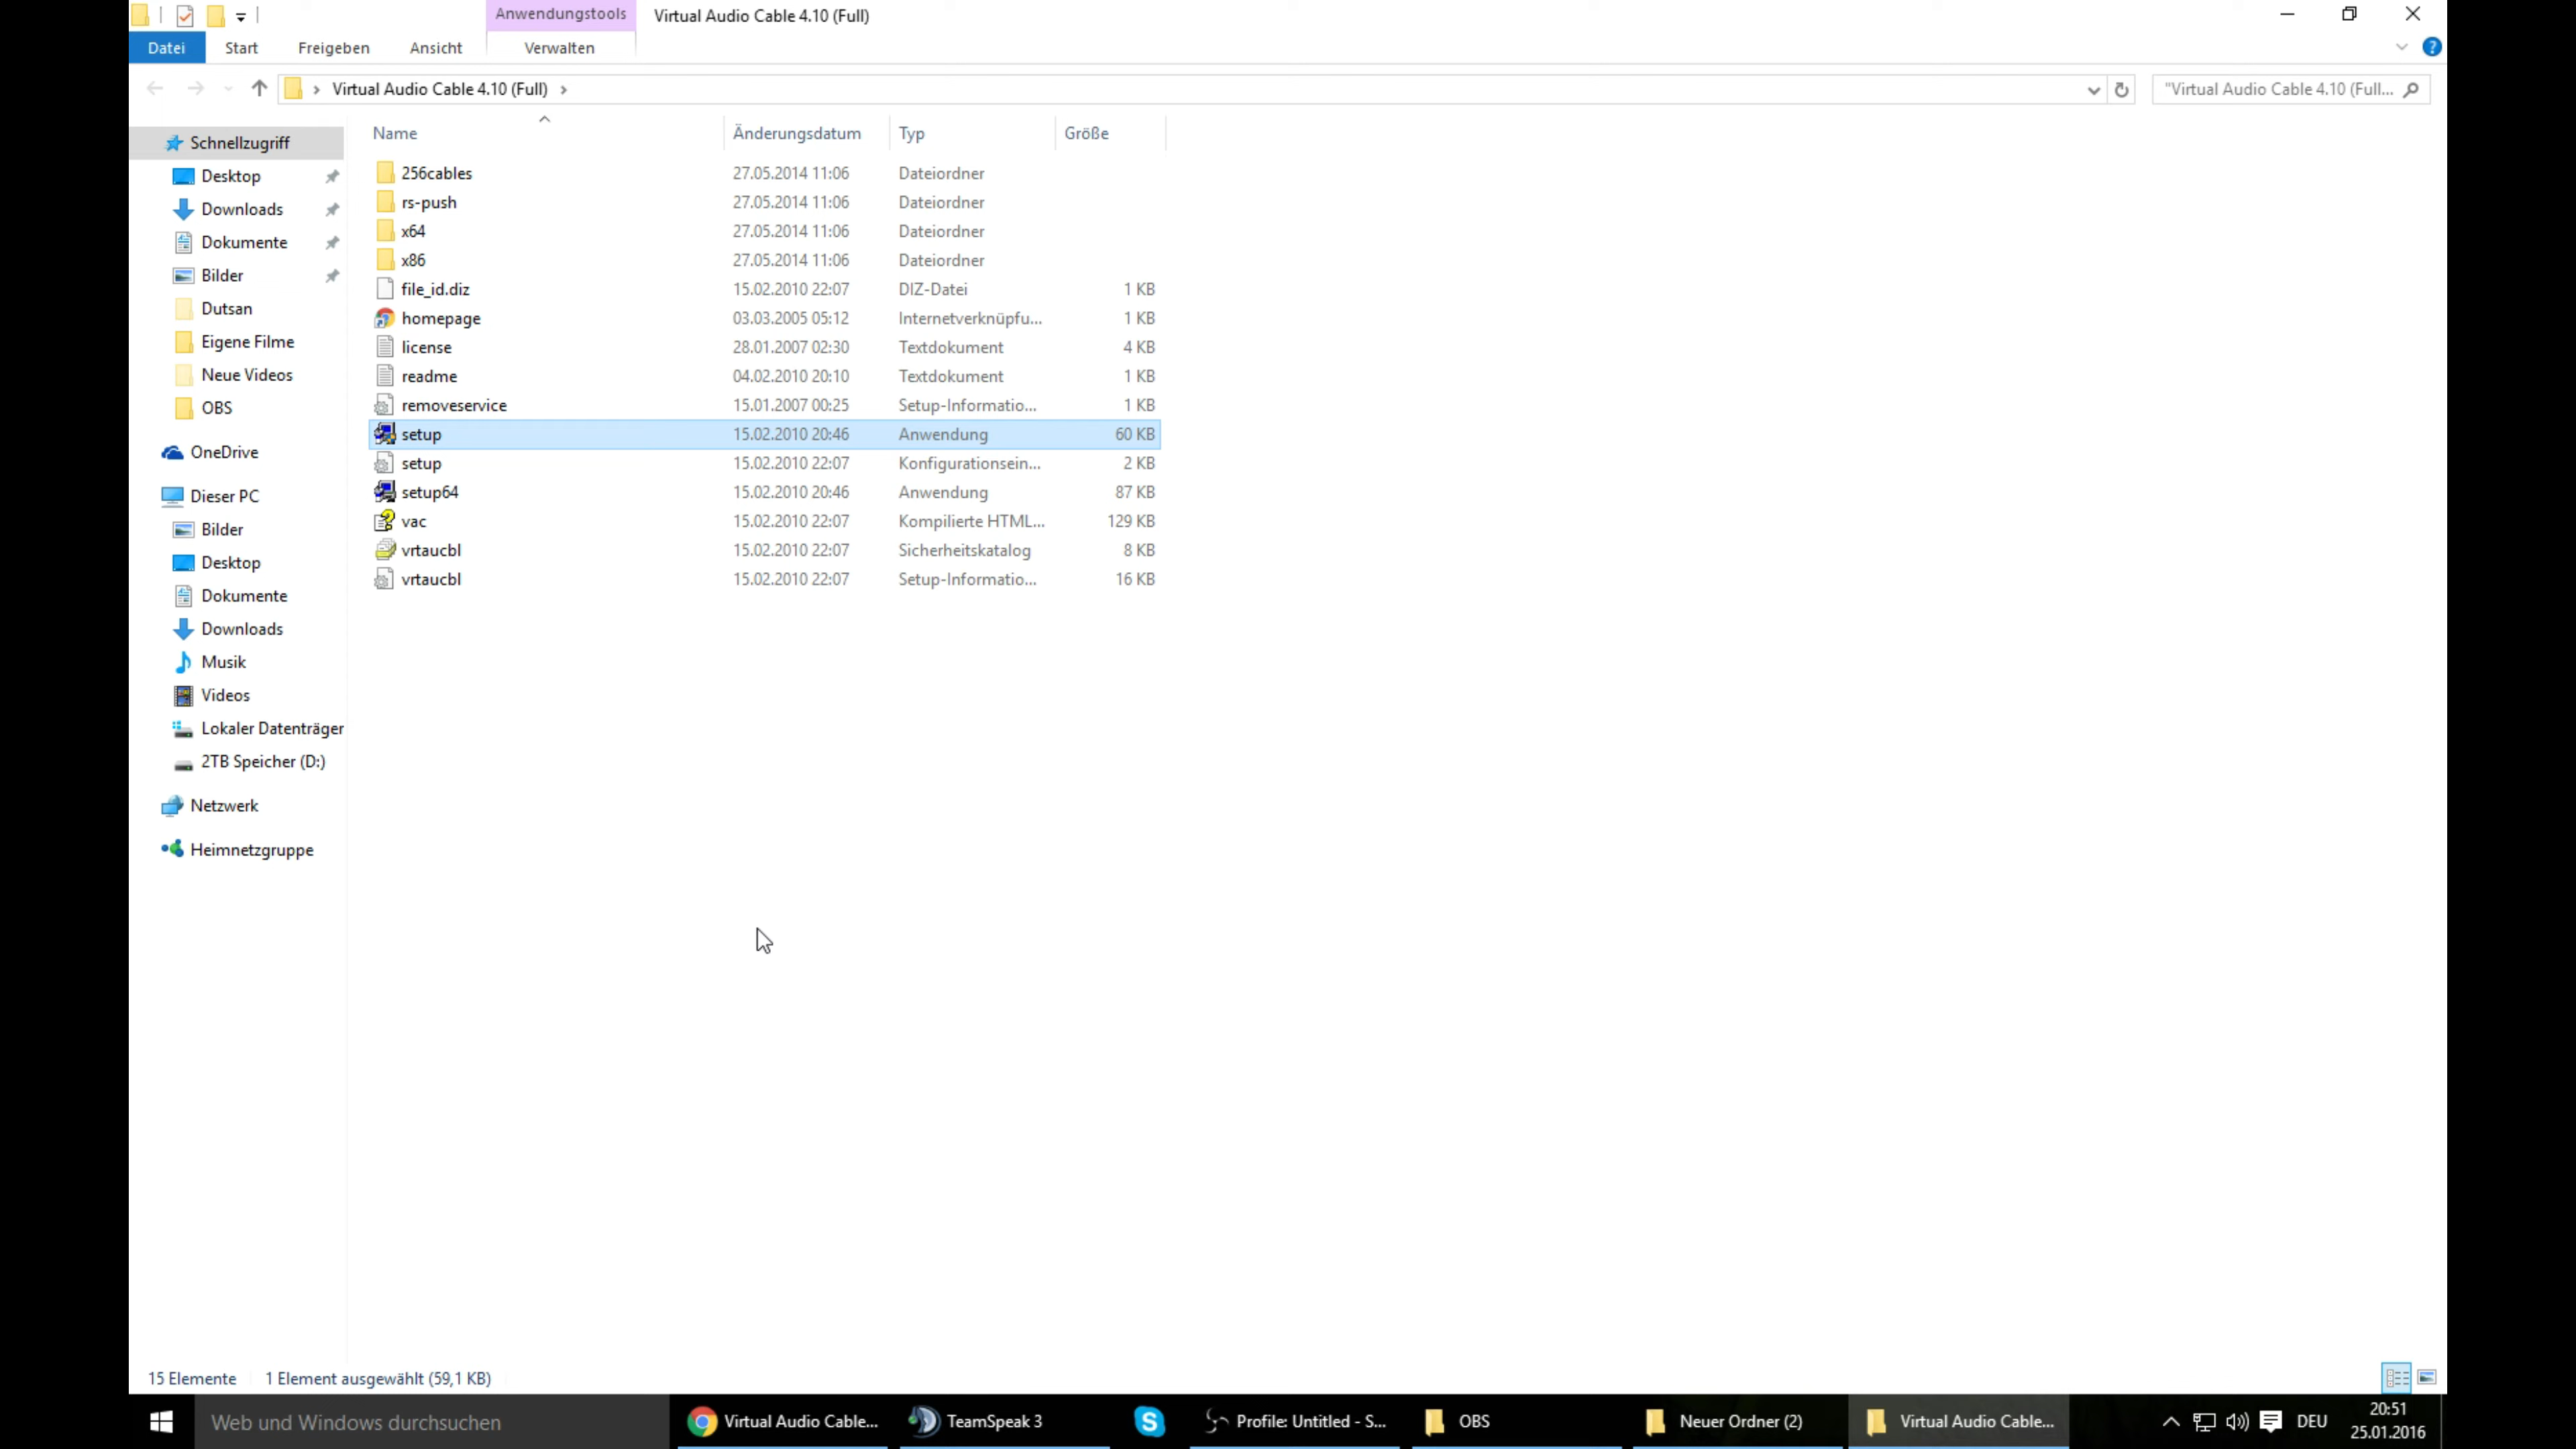 Anwendungstools Virtual Audio Cable 4.10 (Full)
Datei Start Freigeben Ansicht Verwalten
Virtual Audio Cable 4.10 (Full) "Virtual Audio Cable 4.10 (Full...
Schnellzugriff
Desktop
Downloads
Dokumente
Bilder
Dutsan
Eigene Filme
Neue Videos
OBS
OneDrive
Dieser PC
Bilder
Desktop
Dokumente
Downloads
Musik
Videos
Lokaler Datenträger
2TB Speicher (D:)
Netzwerk
Heimnetzgruppe
Name Änderungsdatum Typ Größe
256cables 27.05.2014 11:06 Dateiordner
rs-push 27.05.2014 11:06 Dateiordner
x64 27.05.2014 11:06 Dateiordner
x86 27.05.2014 11:06 Dateiordner
file_id.diz 15.02.2010 22:07 DIZ-Datei 1 KB
homepage 03.03.2005 05:12 Internetverknüpfu... 1 KB
license 28.01.2007 02:30 Textdokument 4 KB
readme 04.02.2010 20:10 Textdokument 1 KB
removeservice 15.01.2007 00:25 Setup-Informatio... 1 KB
setup 15.02.2010 20:46 Anwendung 60 KB
setup 15.02.2010 22:07 Konfigurationsein... 2 KB
setup64 15.02.2010 20:46 Anwendung 87 KB
vac 15.02.2010 22:07 Kompilierte HTML... 129 KB
vrtaucbl 15.02.2010 22:07 Sicherheitskatalog 8 KB
vrtaucbl 15.02.2010 22:07 Setup-Informatio... 16 KB
15 Elemente 1 Element ausgewählt (59,1 KB)
Web und Windows durchsuchen Virtual Audio Cable... TeamSpeak 3 Profile: Untitled - S... OBS Neuer Ordner (2) Virtual Audio Cable... DEU 20:51
25.01.2016